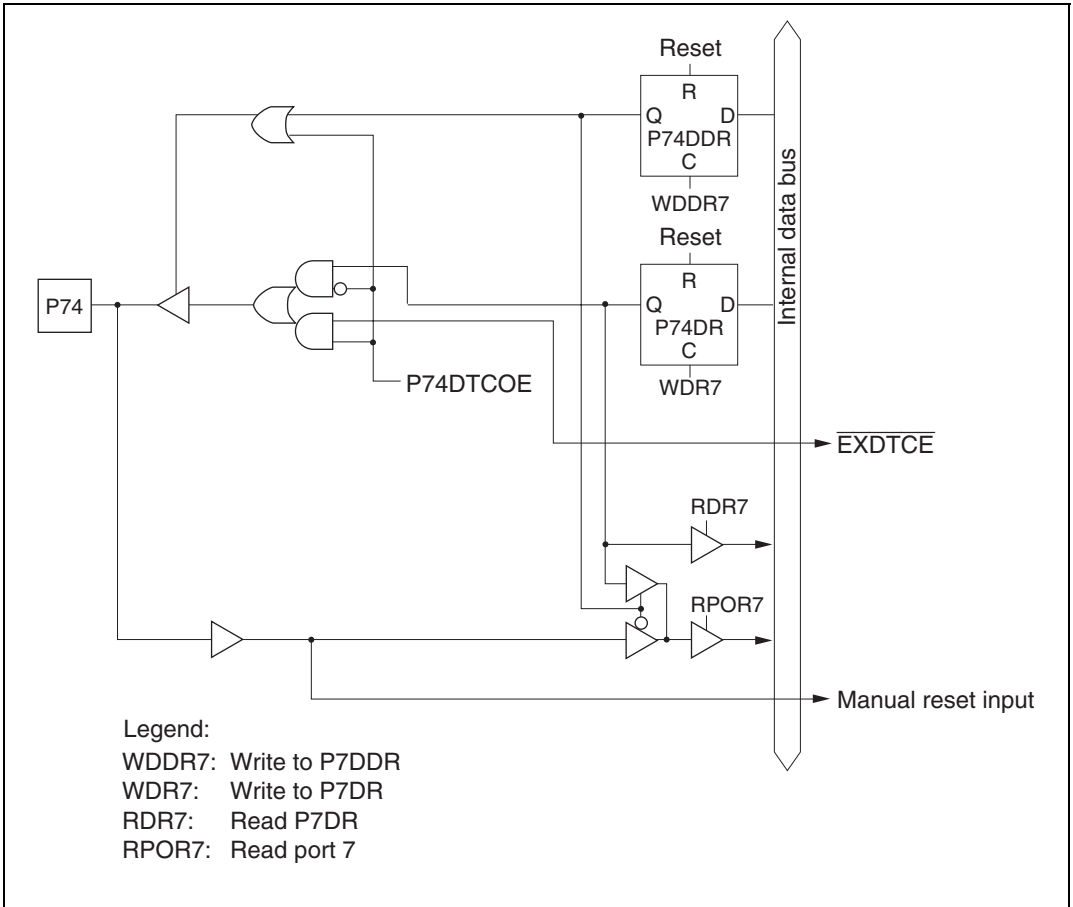 Reset
R
Q D
P74DDR
C
WDDR7
Reset
R
Q D
P74DR
C
WDR7
Internal data bus
P74
P74DTCOE
EXDTCE
RDR7
RPOR7
Manual reset input
Legend:
WDDR7: Write to P7DDR
WDR7: Write to P7DR
RDR7: Read P7DR
RPOR7: Read port 7